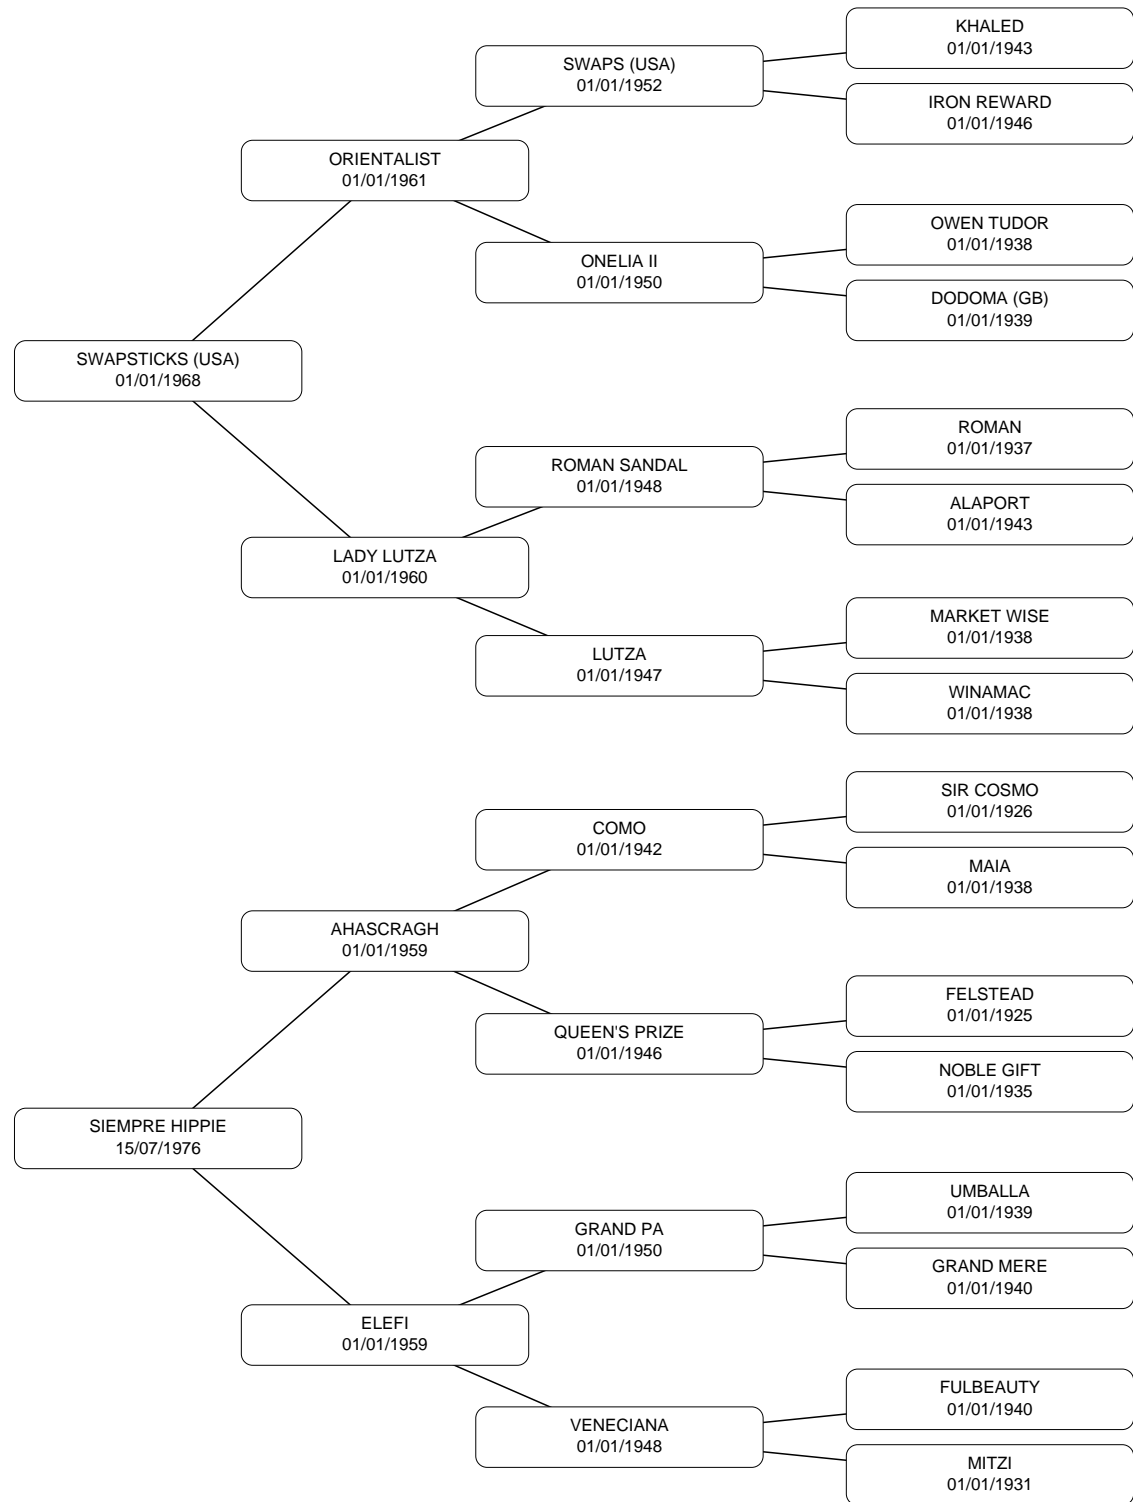 KHALED
01/01/1943
SWAPS (USA)
01/01/1952
IRON REWARD
01/01/1946
ORIENTALIST
01/01/1961
OWEN TUDOR
01/01/1938
ONELIA II
01/01/1950
DODOMA (GB)
01/01/1939
SWAPSTICKS (USA)
01/01/1968
ROMAN
01/01/1937
ROMAN SANDAL
01/01/1948
ALAPORT
01/01/1943
LADY LUTZA
01/01/1960
MARKET WISE
01/01/1938
LUTZA
01/01/1947
WINAMAC
01/01/1938
SIR COSMO
01/01/1926
COMO
01/01/1942
MAIA
01/01/1938
AHASCRAGH
01/01/1959
FELSTEAD
01/01/1925
QUEEN'S PRIZE
01/01/1946
NOBLE GIFT
01/01/1935
SIEMPRE HIPPIE
15/07/1976
UMBALLA
01/01/1939
GRAND PA
01/01/1950
GRAND MERE
01/01/1940
ELEFI
01/01/1959
FULBEAUTY
01/01/1940
VENECIANA
01/01/1948
MITZI
01/01/1931